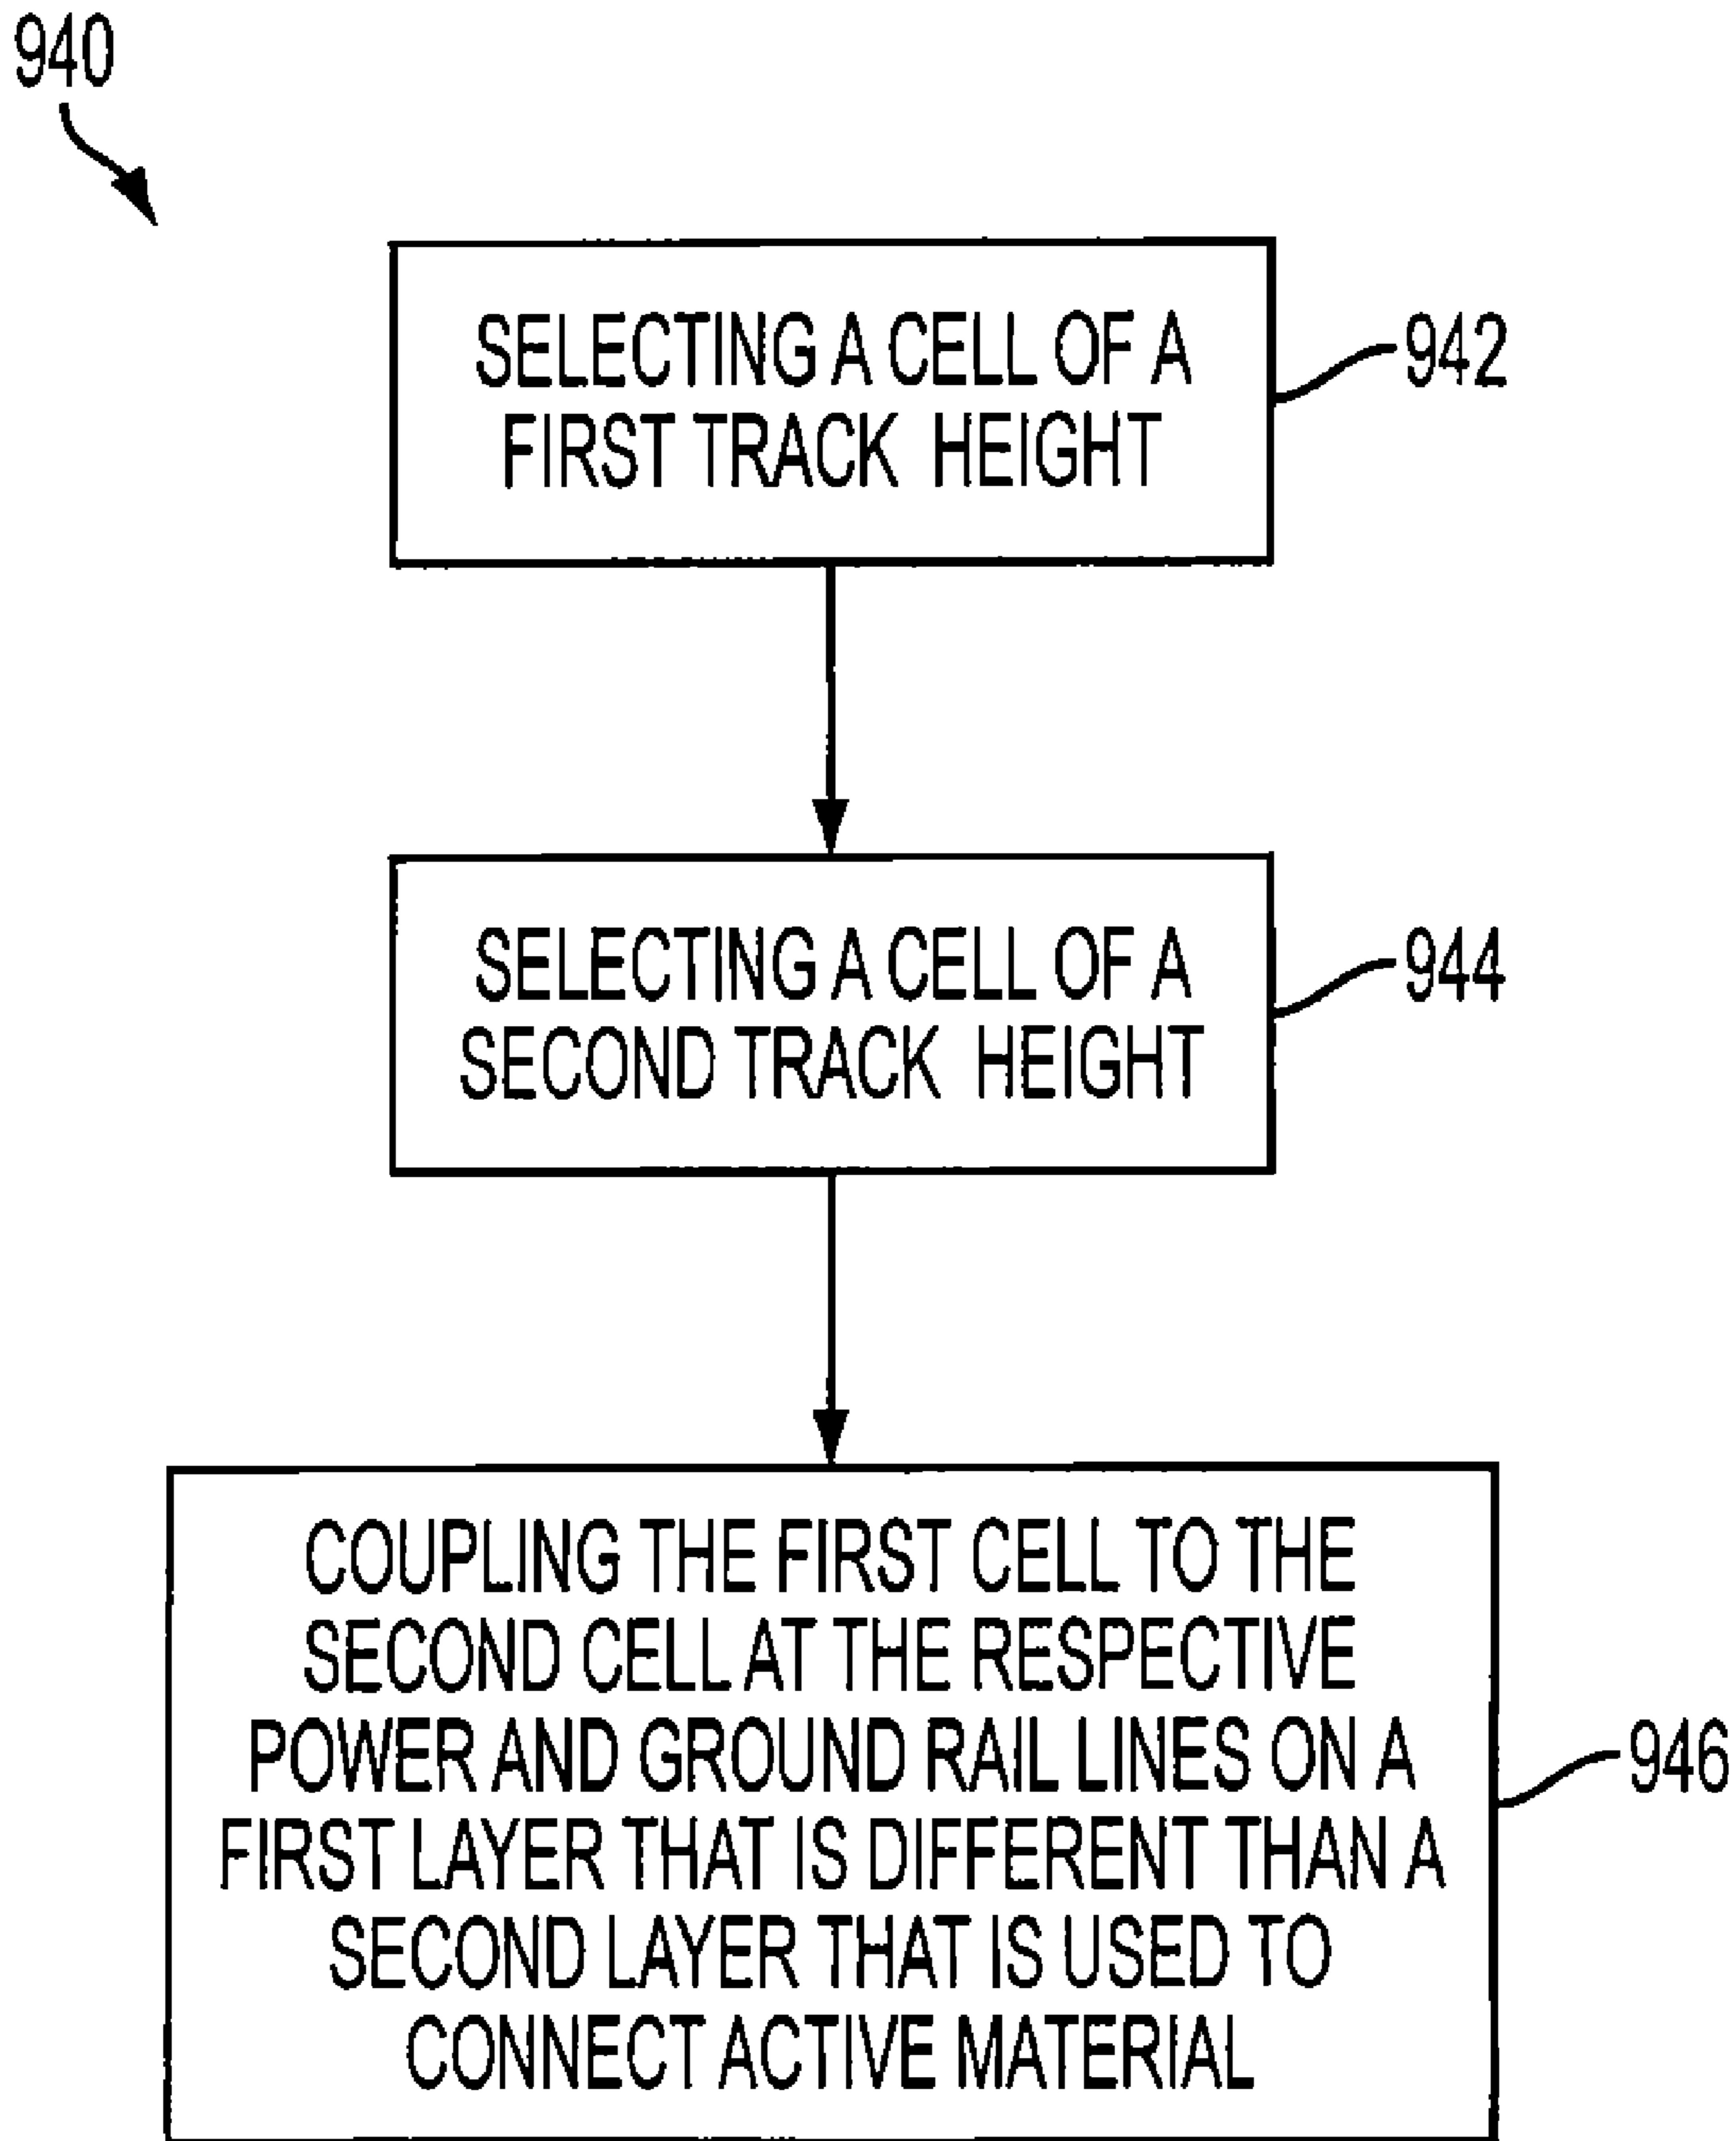 940
SELECTING A CELL OF A
FIRST TRACK HEIGHT
942
SELECTING A CELL OF A
SECOND TRACK HEIGHT
944
COUPLING THE FIRST CELL TO THE
SECOND CELL AT THE RESPECTIVE
POWER AND GROUND RAIL LINES ON A
FIRST LAYER THAT IS DIFFERENT THAN A
SECOND LAYER THAT IS USED TO
CONNECT ACTIVE MATERIAL
946